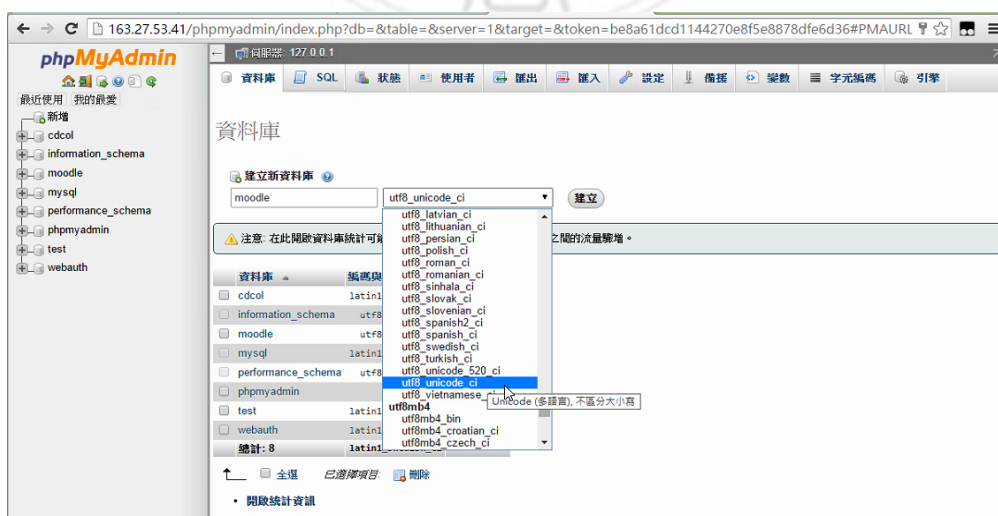 163.27.53.41/phpmyadmin/index.php?db=&table=&server=1&target=&token=be8a61dcd1144270e8f5e8878dfe6d36#PMAURL
phpMyAdmin
最近使用 我的最愛
新增
cdcol
information_schema
moodle
mysql
performance_schema
phpmyadmin
test
webauth
伺服器: 127.0.0.1
資料庫 SQL 狀態 使用者 匯出 匯入 設定 備援 變數 字元編碼 引擎
資料庫
建立新資料庫
moodle utf8_unicode_ci 建立
utf8_latvian_ci
utf8_lithuanian_ci
utf8_persian_ci
utf8_polish_ci
utf8_roman_ci
utf8_romanian_ci
utf8_sinhala_ci
utf8_slovak_ci
utf8_slovenian_ci
utf8_spanish2_ci
utf8_spanish_ci
utf8_swedish_ci
utf8_turkish_ci
utf8_unicode_520_ci
utf8_unicode_ci
utf8_vietnamese_ci
utf8mb4
utf8mb4_bin
utf8mb4_croatian_ci
utf8mb4_czech_ci
Unicode (多語言), 不區分大小寫
注意: 在此開啟資料庫統計可能 之間的流量驟增。
資料庫 編碼與
cdcol latin1
information_schema utf8
moodle utf8
mysql latin1
performance_schema utf8
phpmyadmin
test latin1
webauth latin1
總計: 8 latin1_swedish_ci
全選 已選擇項目: 刪除
開啟統計資訊